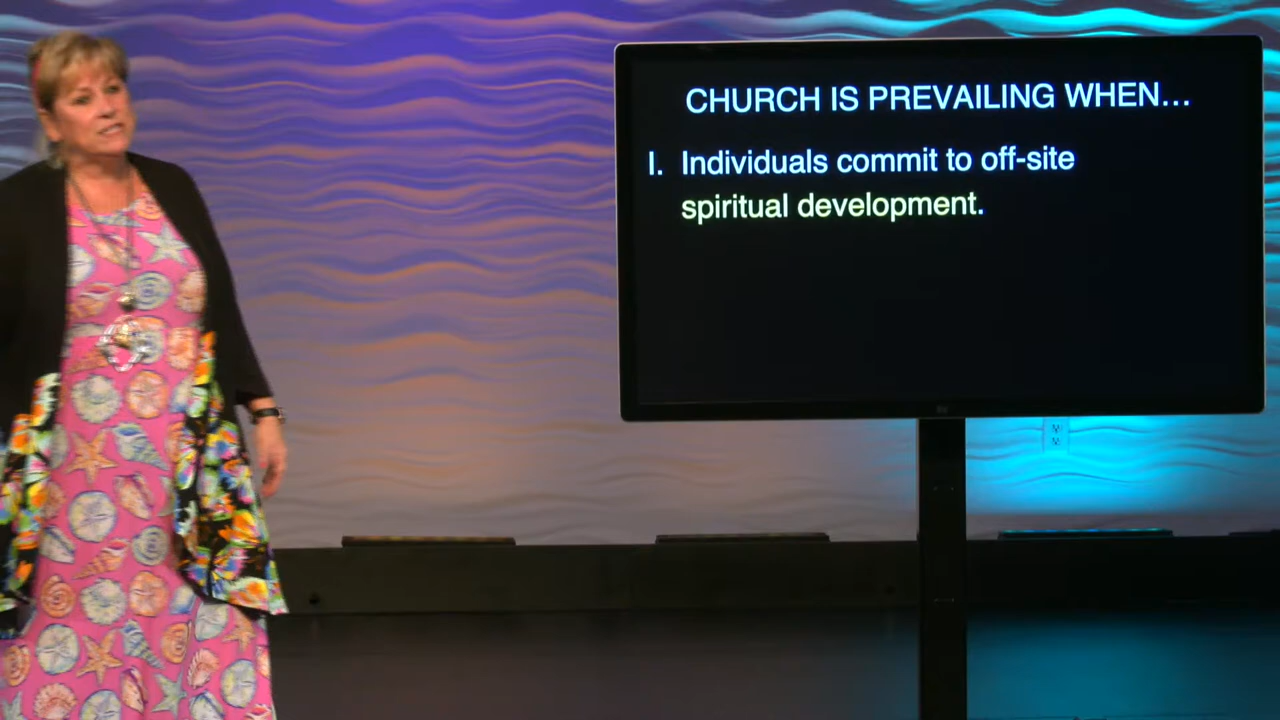 CHURCH IS PREVAILING WHEN…
I. Individuals commit to off-site
spiritual development.